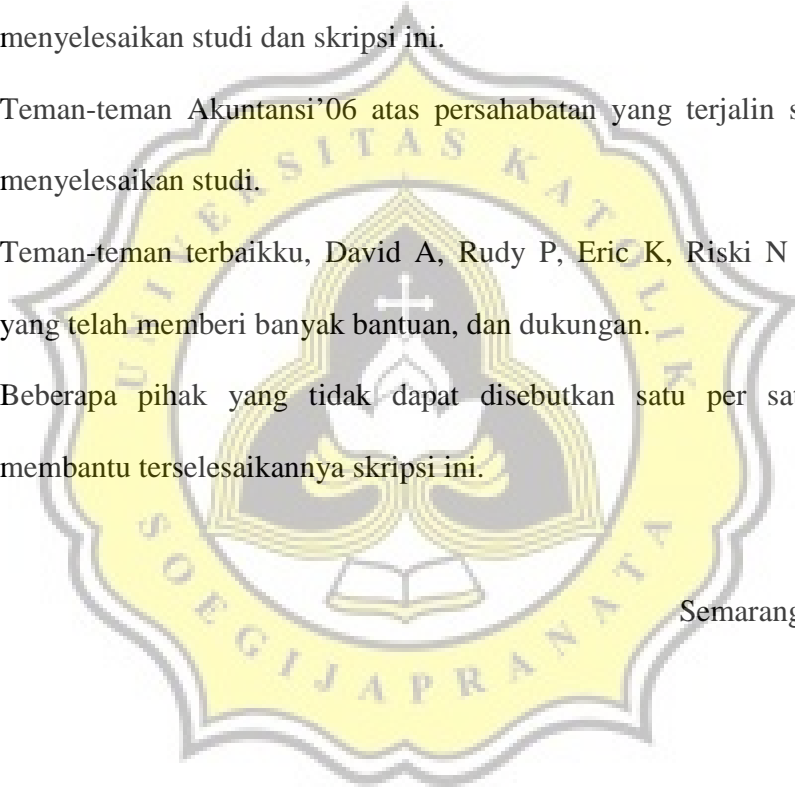 menyelesaikan studi dan skripsi ini.
Teman-teman Akuntansi’06 atas persahabatan yang terjalin s
menyelesaikan studi.
Teman-teman terbaikku, David A, Rudy P, Eric K, Riski N
yang telah memberi banyak bantuan, dan dukungan.
Beberapa pihak yang tidak dapat disebutkan satu per sat
membantu terselesaikannya skripsi ini.
Semarang
UNIVERSITAS KATOLIK
SOEGIJAPRANATA